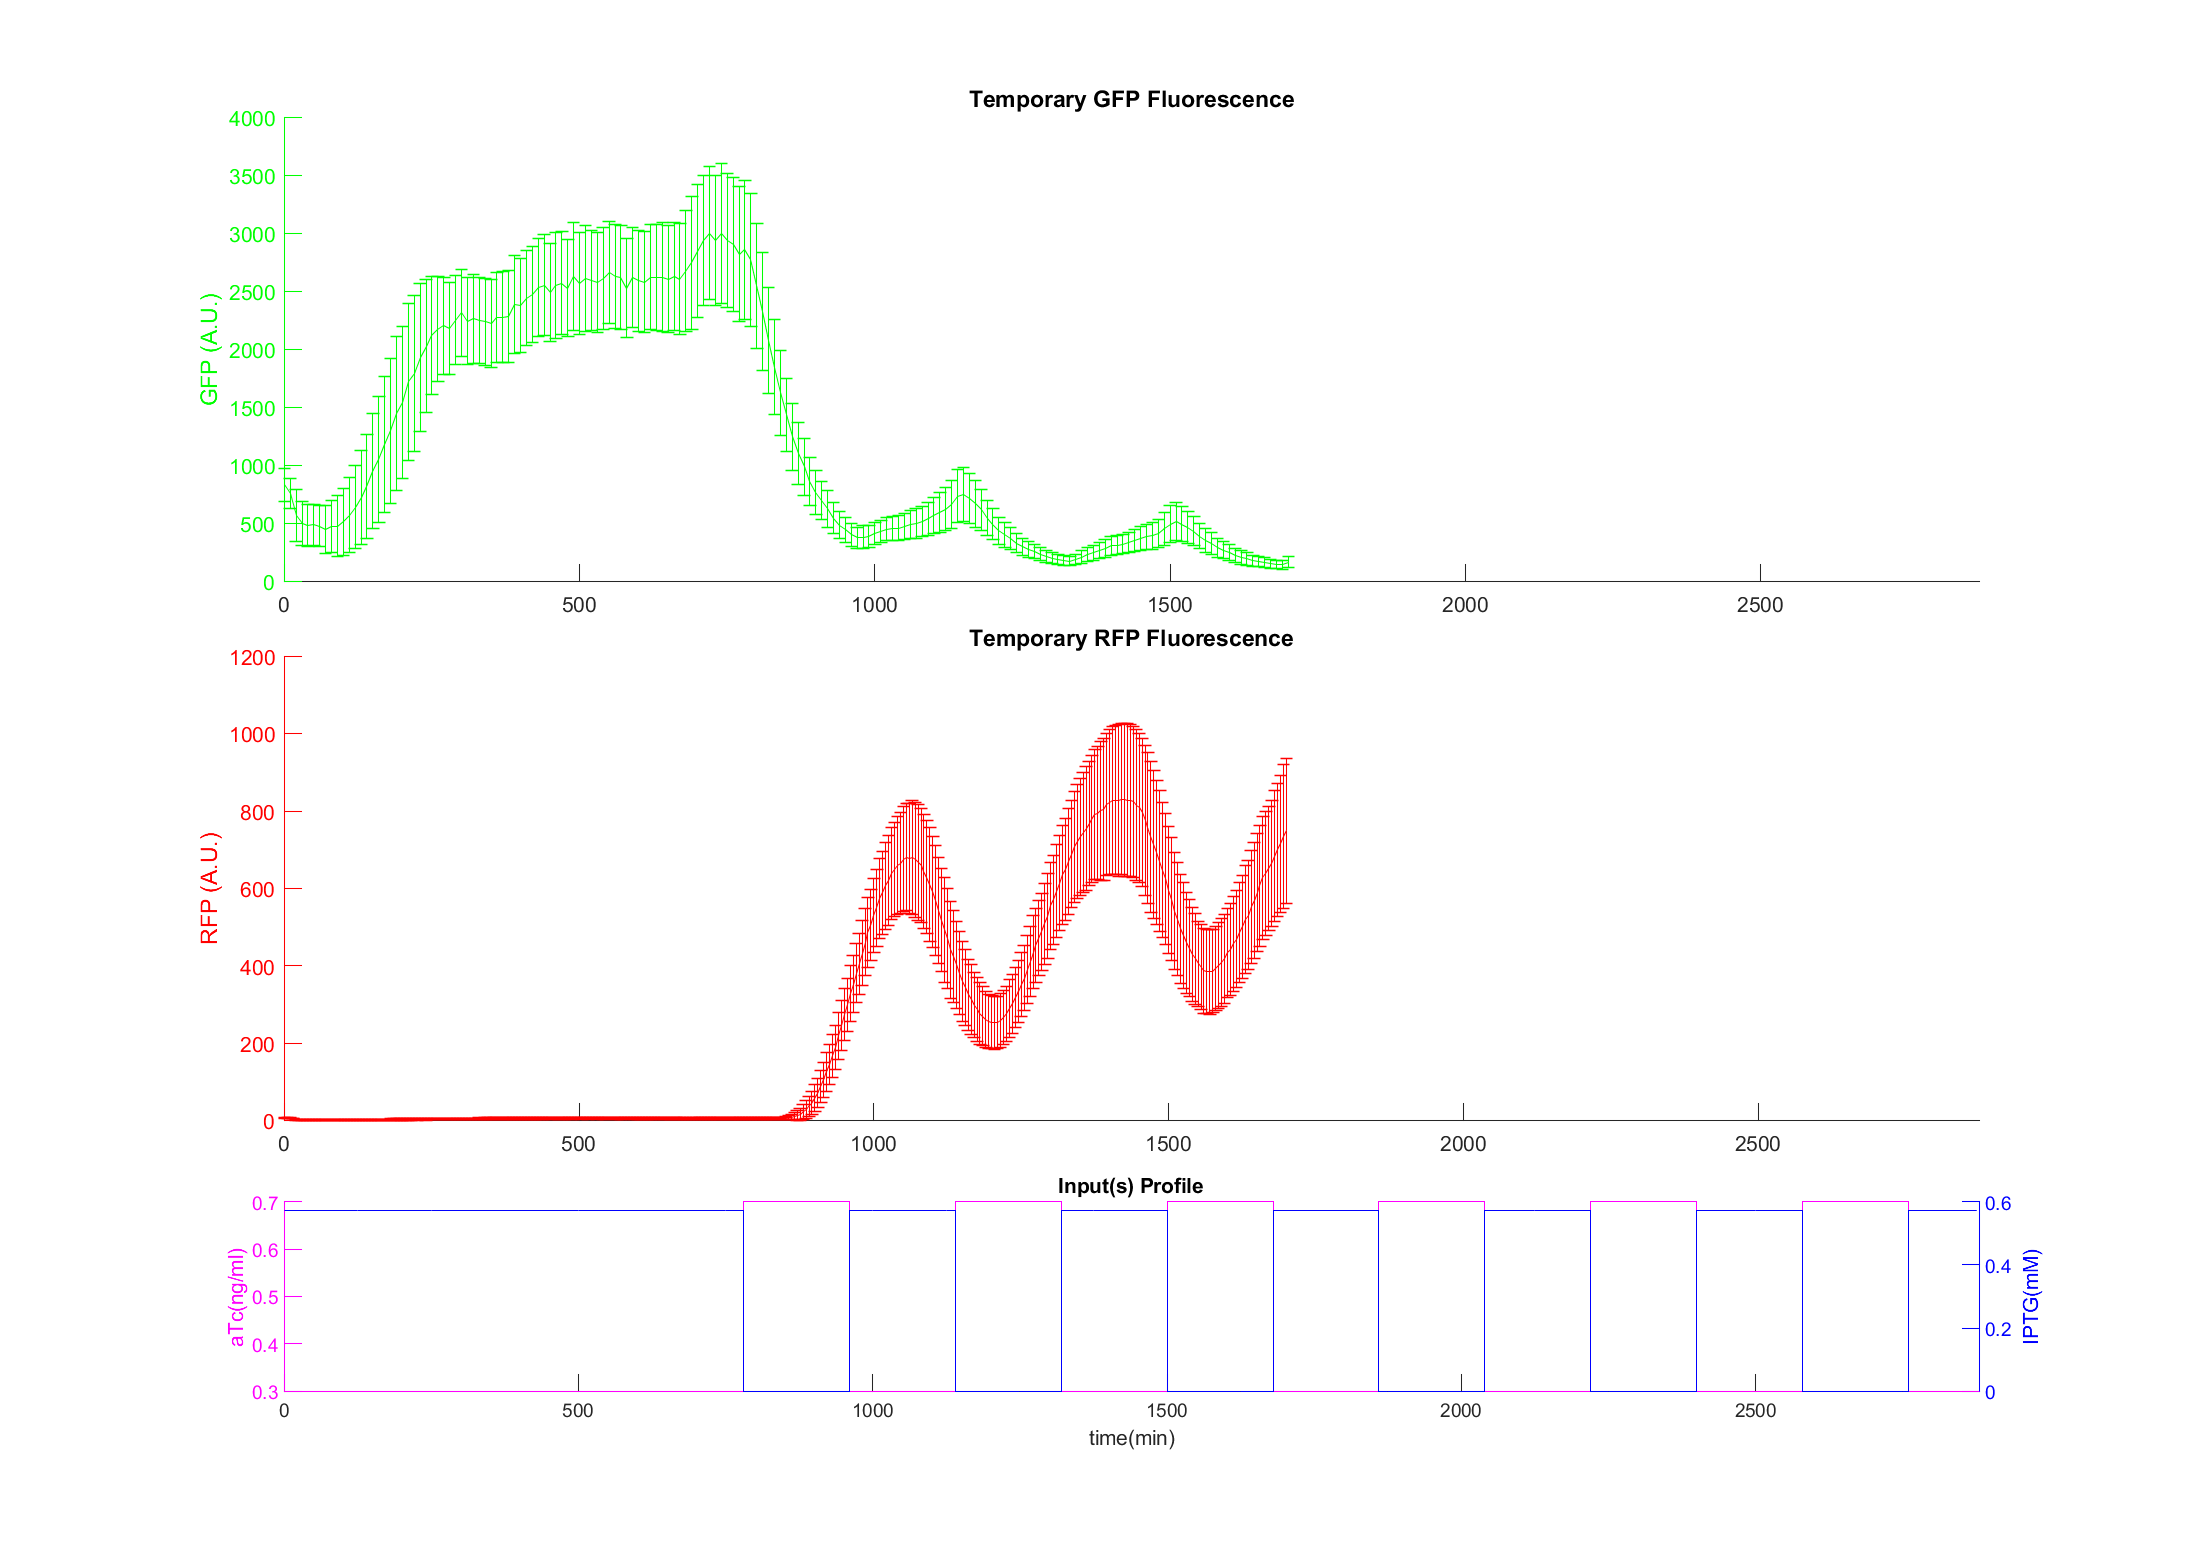 Temporary GFP Fluorescence
4000
3500
3000
2500
2000
1500
1000
500
0
GFP (A.U.)
0 500 1000 1500 2000 2500
Temporary RFP Fluorescence
1200
1000
800
600
400
200
0
RFP (A.U.)
0 500 1000 1500 2000 2500
Input(s) Profile
0.7
0.6
0.5
0.4
0.3
aTc(ng/ml)
0.6
0.4
0.2
0
IPTG(mM)
0 500 1000 1500 2000 2500
time(min)